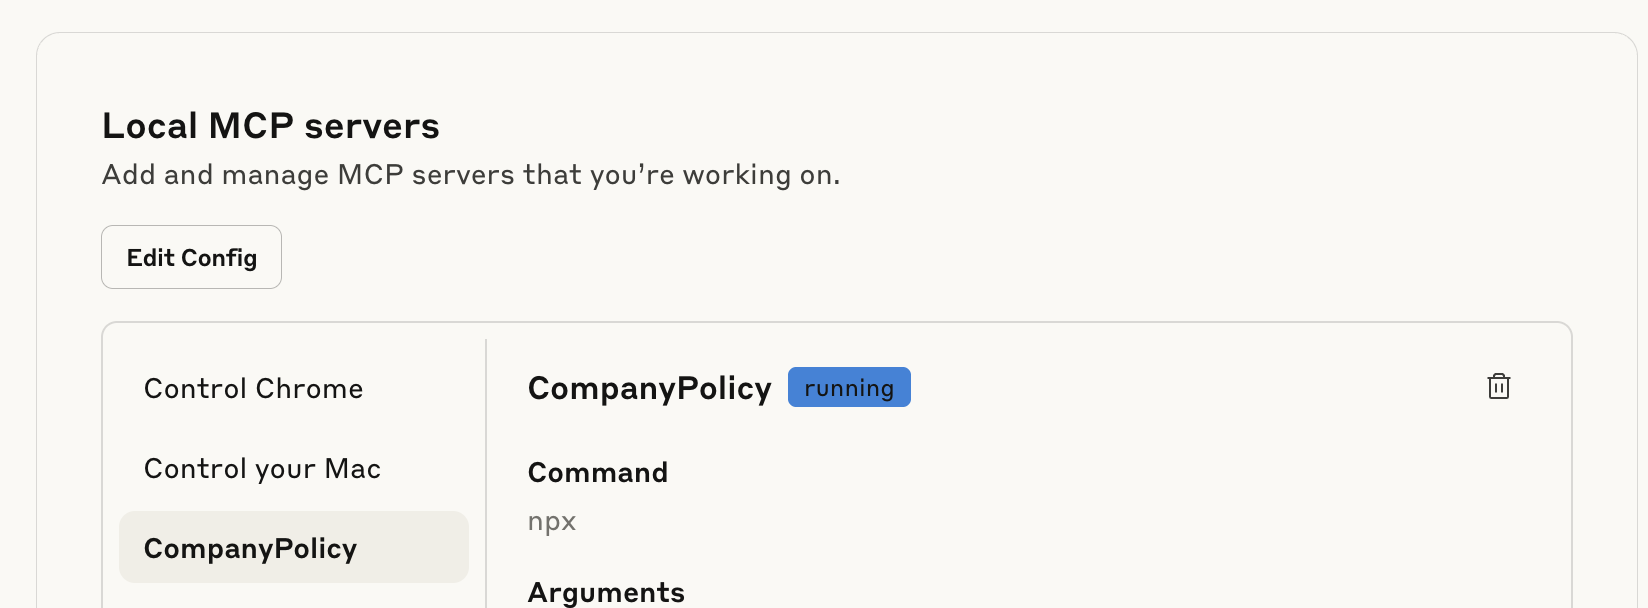 Local MCP servers
Add and manage MCP servers that you’re working on.
Edit Config
Control Chrome
Control your Mac
CompanyPolicy
CompanyPolicy running
Command
npx
Arguments